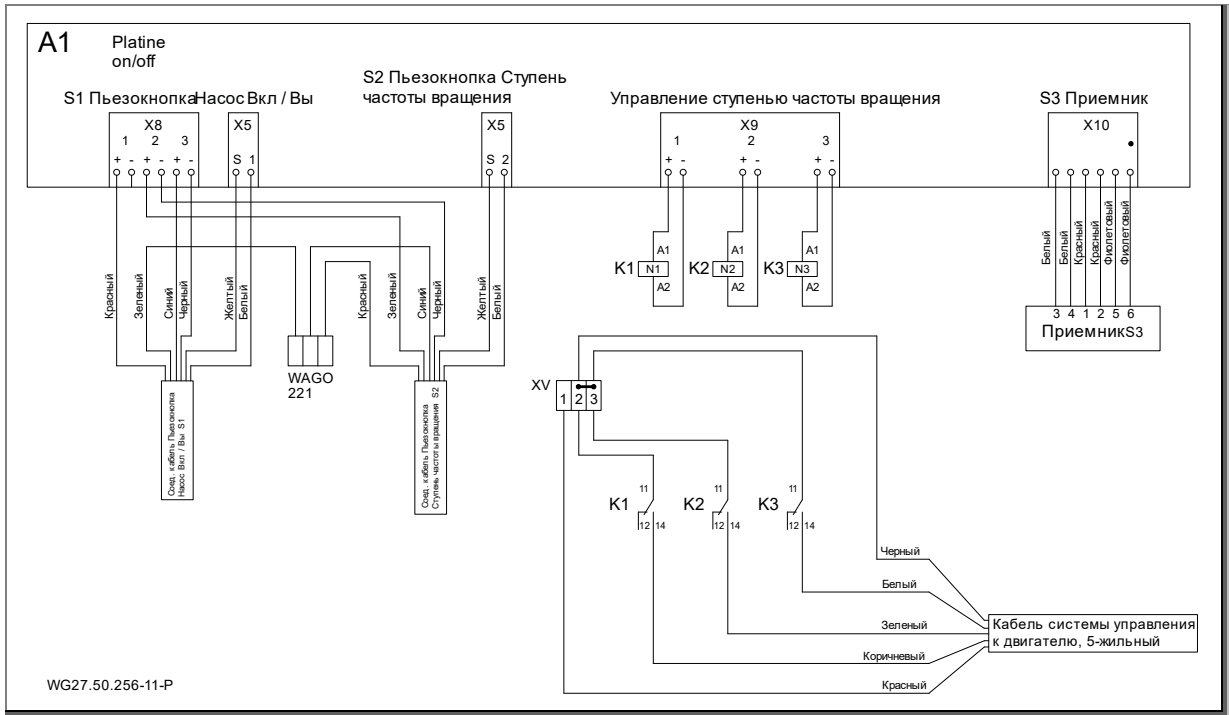 A1
Platine
on/off
S1 ПьезокнопкаНасос Вкл / Вы
S2 Пьезокнопка Ступень
частоты вращения
Управление ступенью частоты вращения
S3 Приемник
X8
1 2 3
+ - + - + -
X5
S 1
X5
S 2
X9
1 2 3
+ - + - + -
X10
Красный
Зеленый
Синий
Черный
Желтый
Белый
Красный
Зеленый
Синий
Черный
Желтый
Белый
WAGO
221
Соед. кабель Пьезокнопка
Насос Вкл / Вы S1
Соед. кабель Пьезокнопка
Ступень частоты вращения S2
K1 N1 A1 A2
K2 N2 A1 A2
K3 N3 A1 A2
Белый
Белый
Красный
Красный
Фиолетовый
Фиолетовый
3 4 1 2 5 6
ПриемникS3
XV
1 2 3
K1 11 12 14
K2 11 12 14
K3 11 12 14
Черный
Белый
Зеленый
Коричневый
Красный
Кабель системы управления
к двигателю, 5-жильный
WG27.50.256-11-P